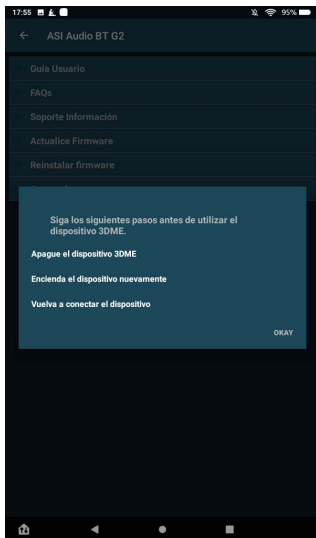 17:55 95%
ASI Audio BT G2
Guía Usuario
FAQs
Soporte Información
Actualice Firmware
Reinstalar firmware
Siga los siguientes pasos antes de utilizar el
dispositivo 3DME.
Apague el dispositivo 3DME
Encienda el dispositivo nuevamente
Vuelva a conectar el dispositivo
OKAY